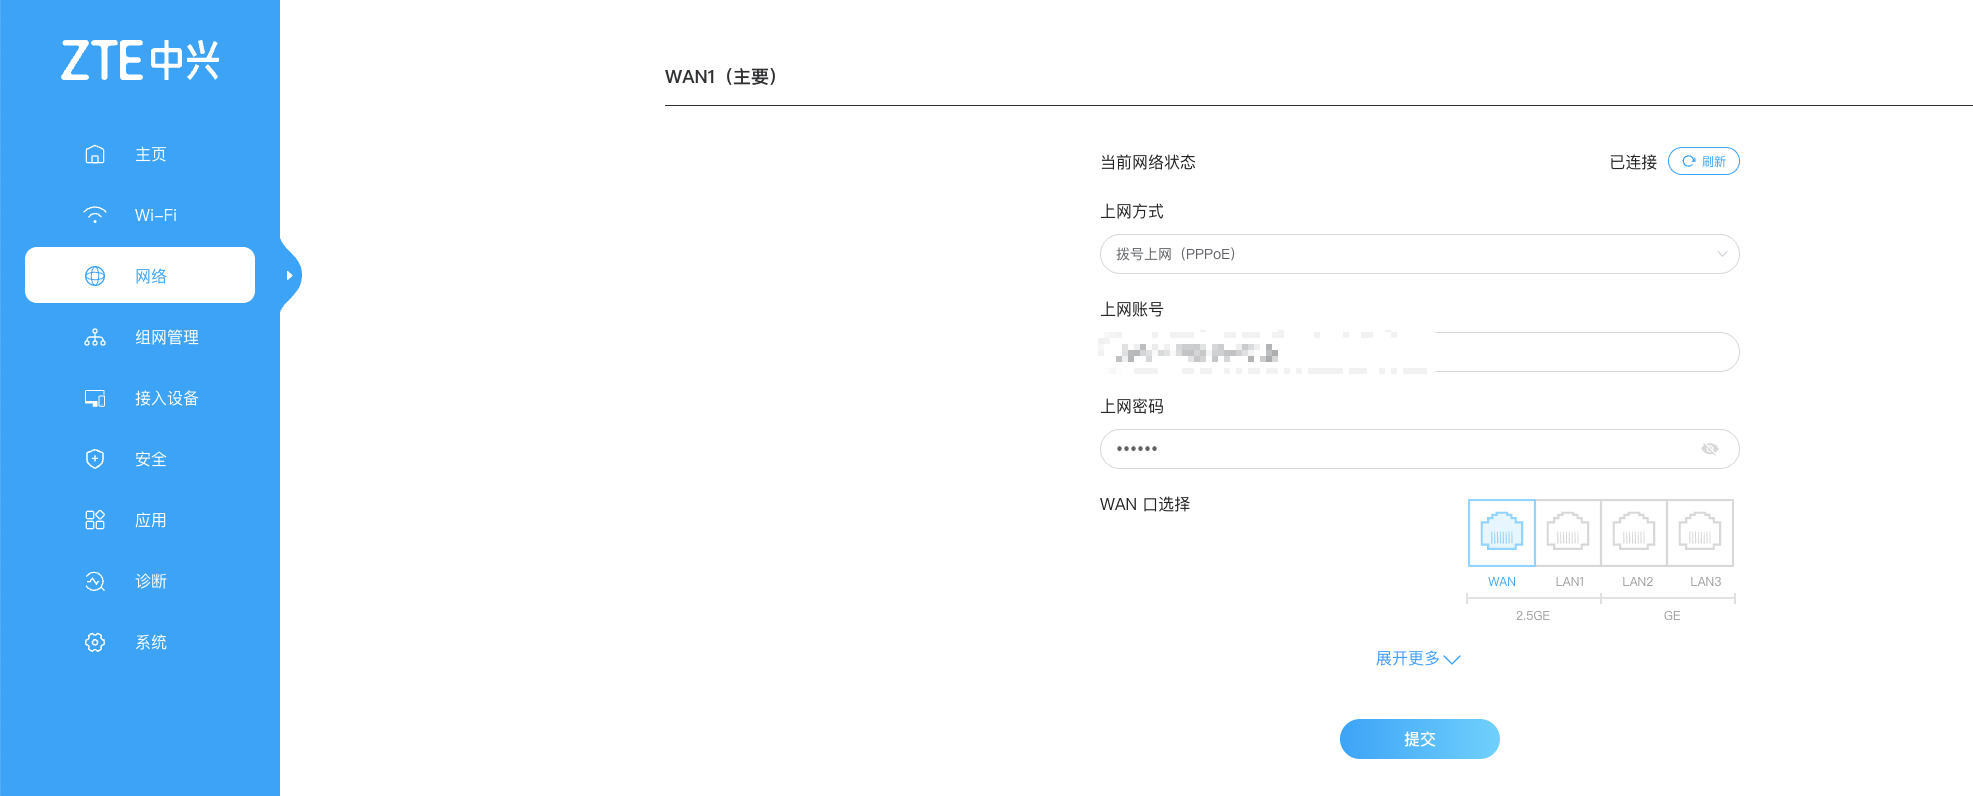 ZTE中兴
主页
Wi-Fi
网络
组网管理
接入设备
安全
应用
诊断
系统
WAN1（主要）
当前网络状态
已连接
刷新
上网方式
拨号上网（PPPoE）
上网账号
上网密码
••••••
WAN 口选择
WAN LAN1 LAN2 LAN3
2.5GE GE
展开更多
提交